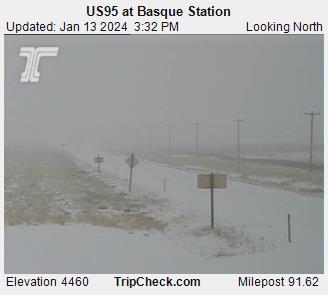 US95 at Basque Station
Updated: Jan 13 2024 3:32 PM Looking North
Elevation 4460 TripCheck.com Milepost 91.62